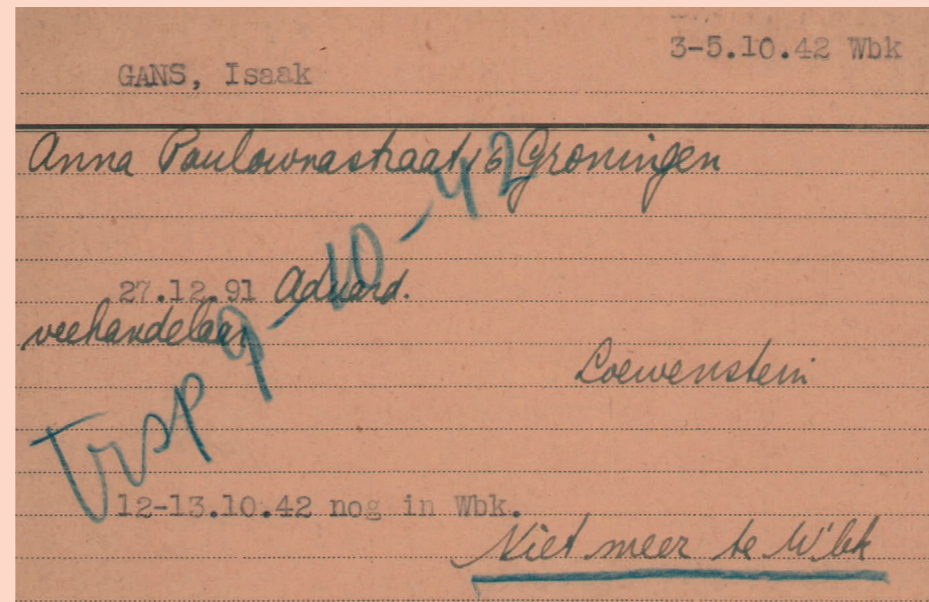 3-5.10.42 Wbk
GANS, Isaak
Anna Paulownastraat 6 Groningen
27.12.91 Aduard.
veehandelaar
Loewenstein
Trsp 9-10-42
12-13.10.42 nog in Wbk.
Niet meer te W'bk